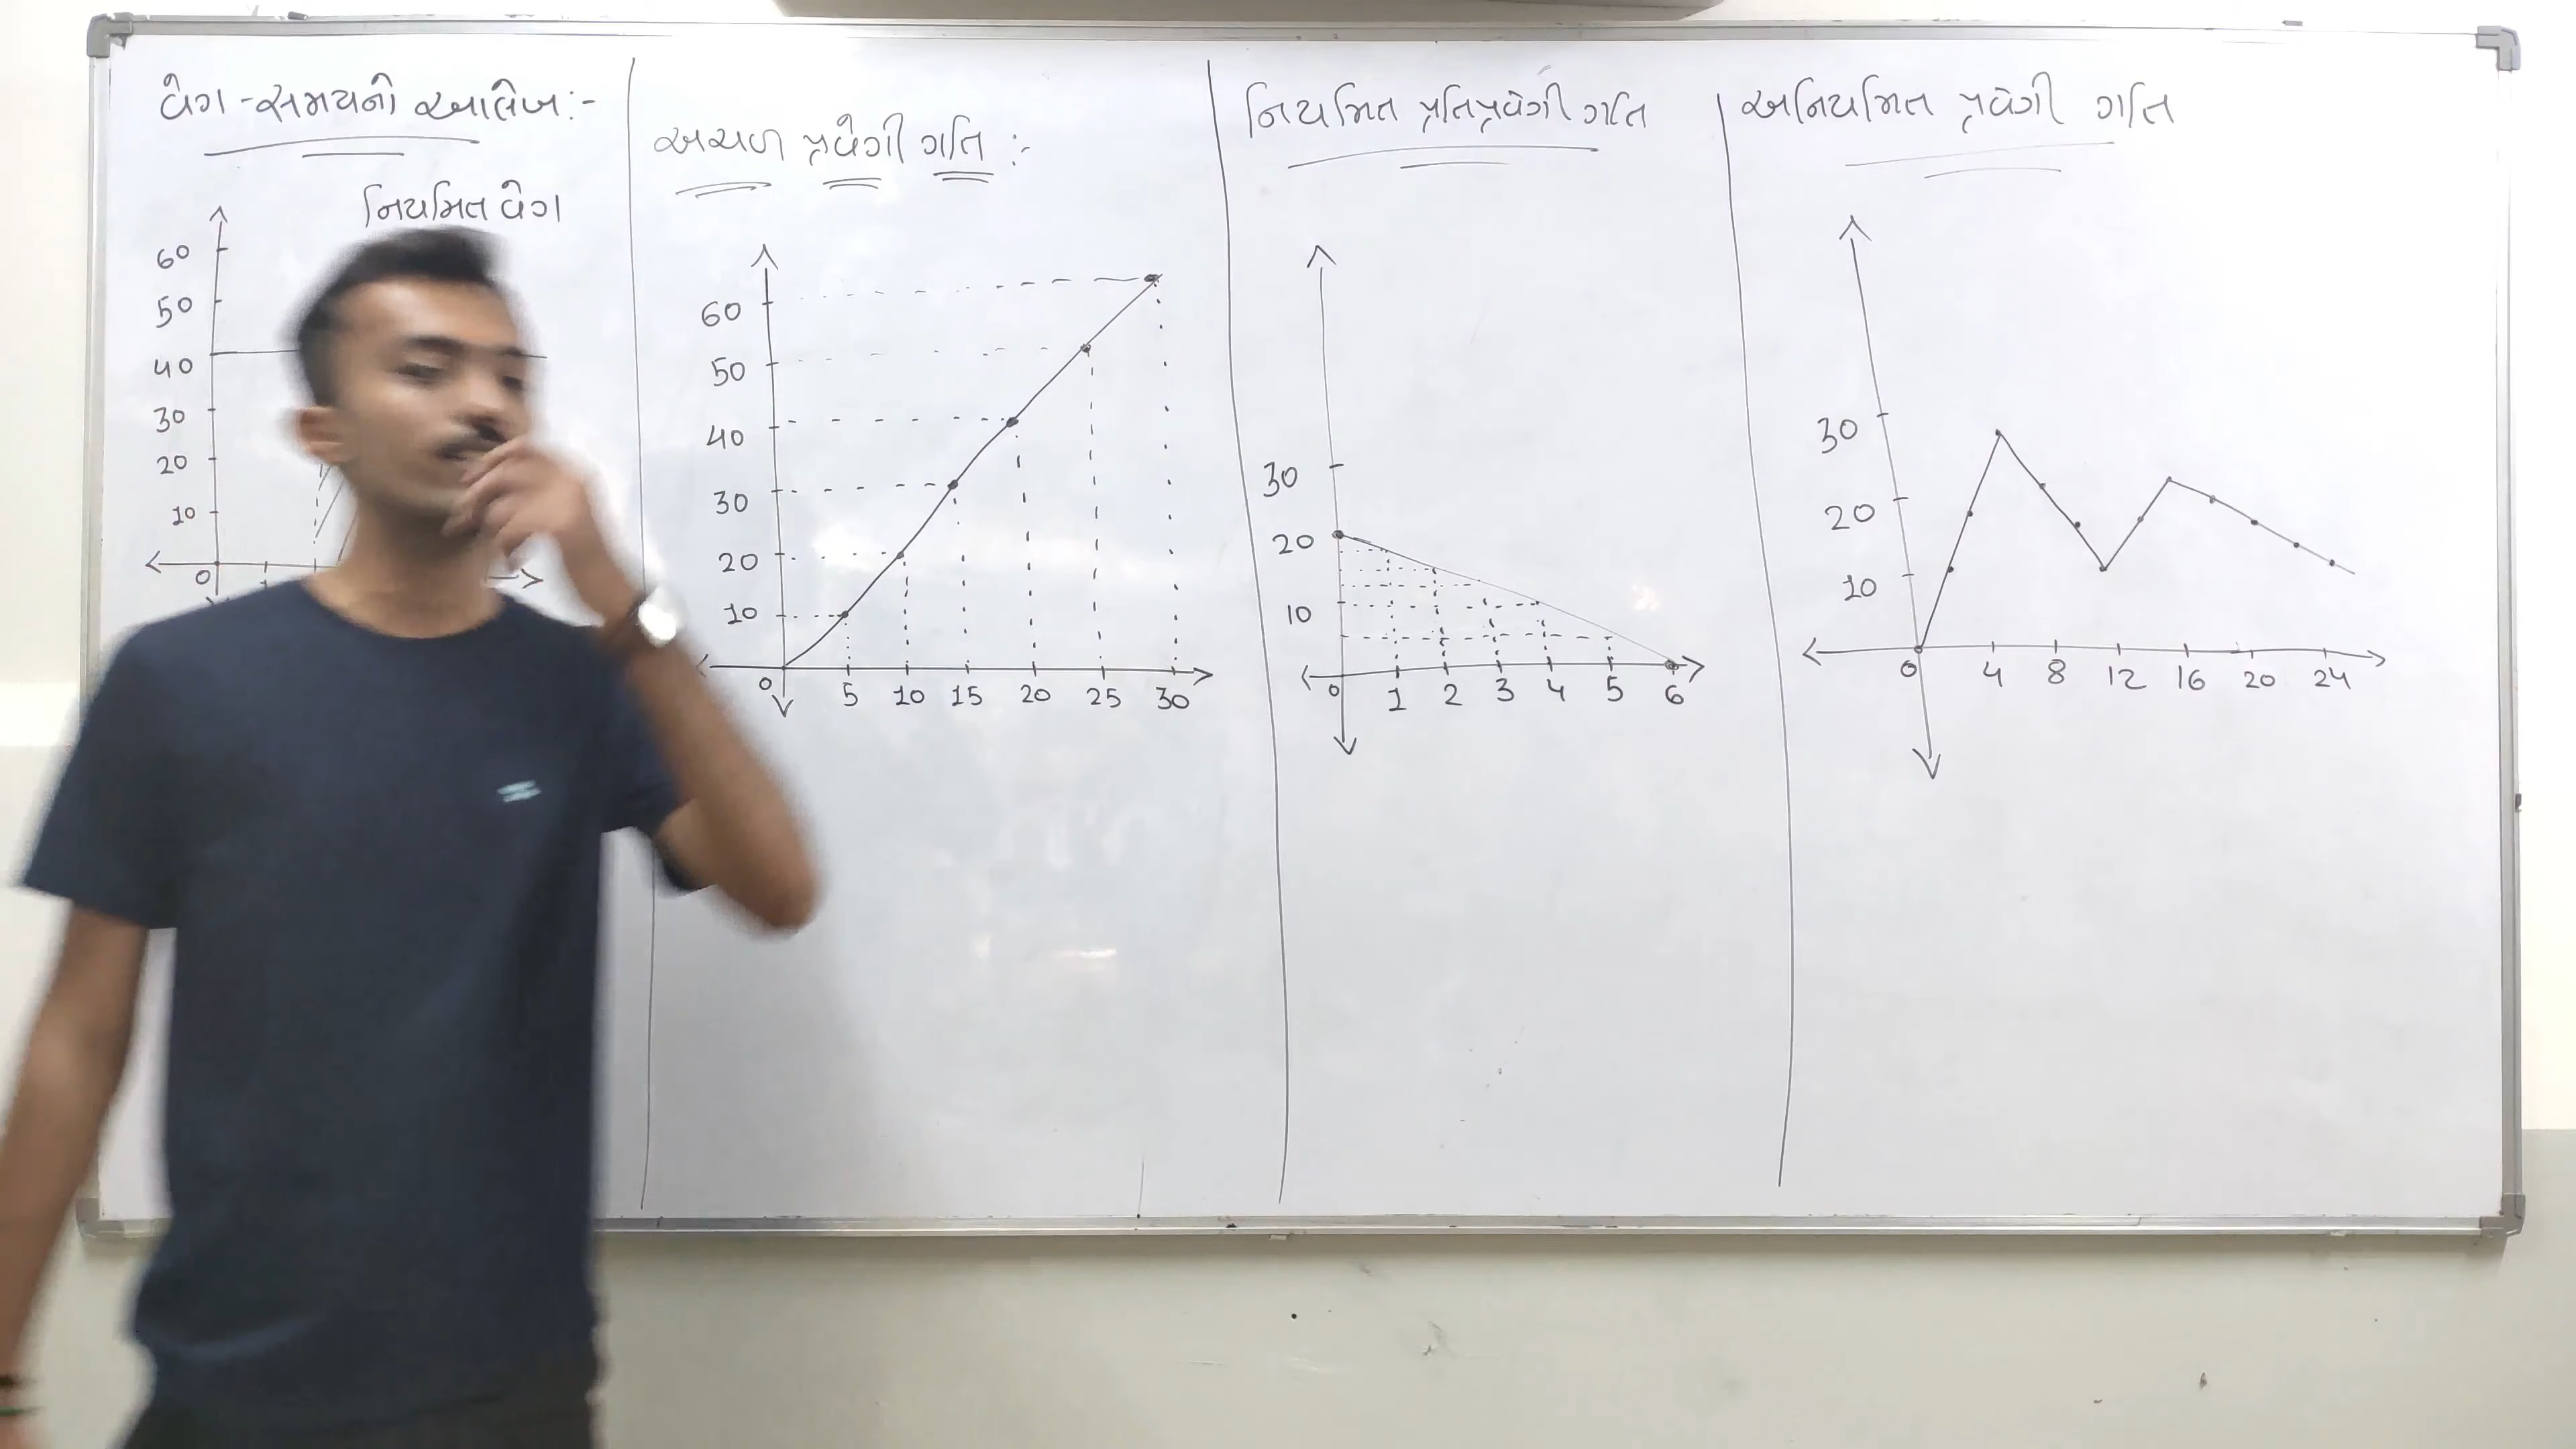 વેગ-સમયનો આલેખ:-
નિયમિત વેગ
60
50
40
30
20
10
0
અચળ પ્રવેગી ગતિ :-
60
50
40
30
20
10
0 5 10 15 20 25 30
નિયમિત પ્રતિપ્રવેગી ગતિ
30
20
10
0 1 2 3 4 5 6
અનિયમિત પ્રવેગી ગતિ
30
20
10
0 4 8 12 16 20 24